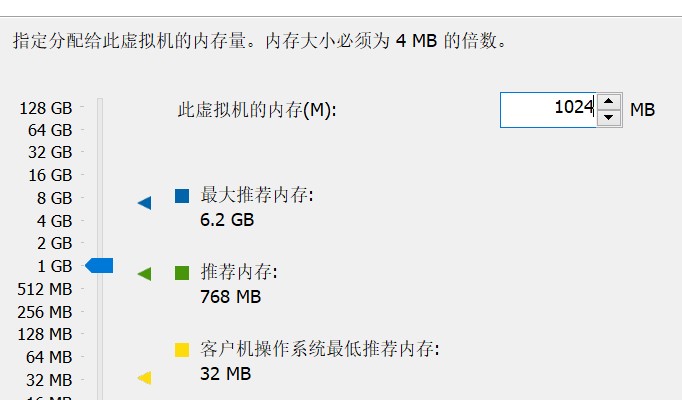 指定分配给此虚拟机的内存量。内存大小必须为 4 MB 的倍数。
128 GB
此虚拟机的内存(M): 1024 MB
64 GB
32 GB
16 GB
8 GB
最大推荐内存:
6.2 GB
4 GB
2 GB
1 GB
推荐内存:
768 MB
512 MB
256 MB
128 MB
64 MB
客户机操作系统最低推荐内存:
32 MB
32 MB
16 MB